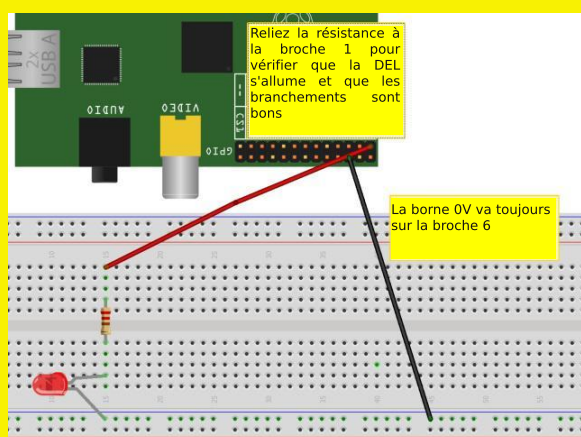 Reliez la résistance à
la broche 1 pour
vérifier que la DEL
s'allume et que les
branchements sont
bons
2x
USB A
AUDIO
VIDEO
CSI
GPIO
La borne 0V va toujours
sur la broche 6